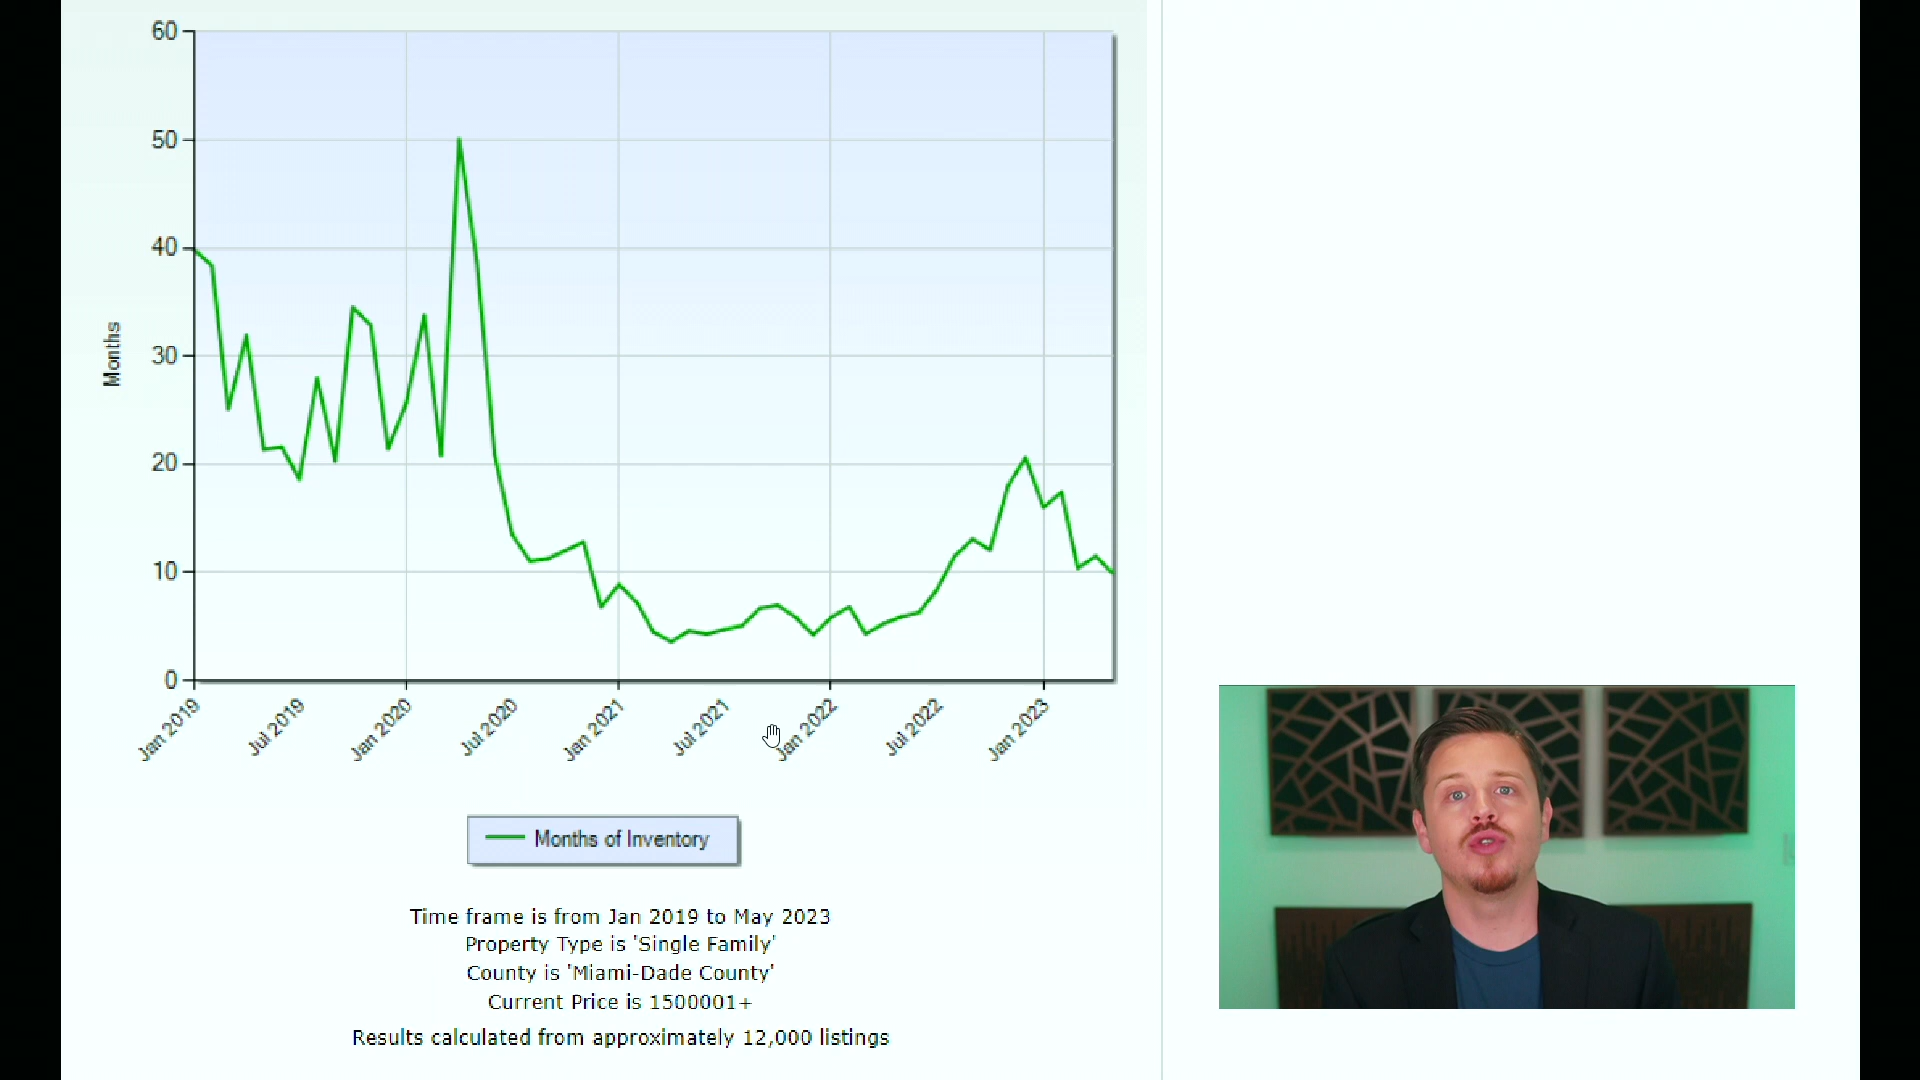 60
50
40
30
20
10
0
Months
Jan 2019
Jul 2019
Jan 2020
Jul 2020
Jan 2021
Jul 2021
Jan 2022
Jul 2022
Jan 2023
Months of Inventory
Time frame is from Jan 2019 to May 2023
Property Type is 'Single Family'
County is 'Miami-Dade County'
Current Price is 1500001+
Results calculated from approximately 12,000 listings